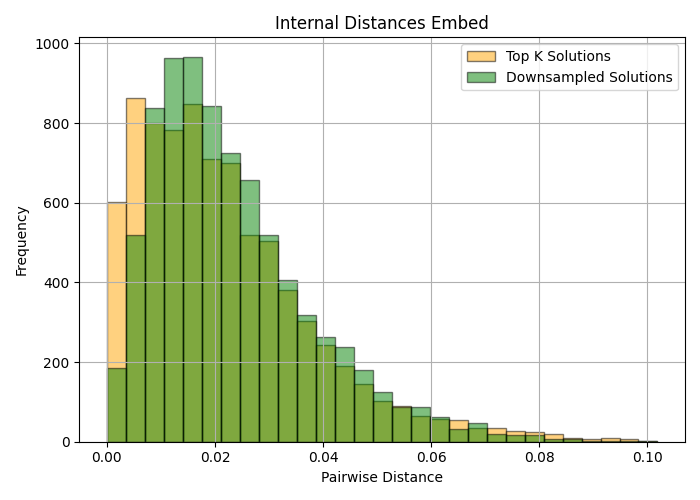 Internal Distances Embed
Top K Solutions
Downsampled Solutions
Frequency
1000
800
600
400
200
0
0.00 0.02 0.04 0.06 0.08 0.10
Pairwise Distance